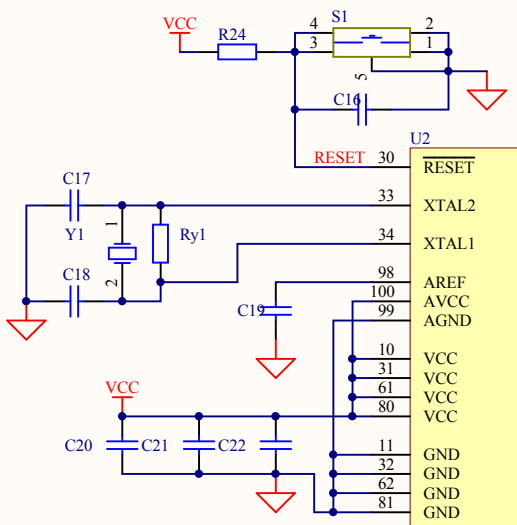 S1
VCC
R24
4
2
3
1
5
C16
U2
RESET
30
RESET
C17
33
XTAL2
Y1
1
Ry1
34
XTAL1
C18
2
98
AREF
C19
100
AVCC
99
AGND
10
VCC
31
VCC
VCC
61
VCC
80
VCC
C20
C21
C22
11
GND
32
GND
62
GND
81
GND